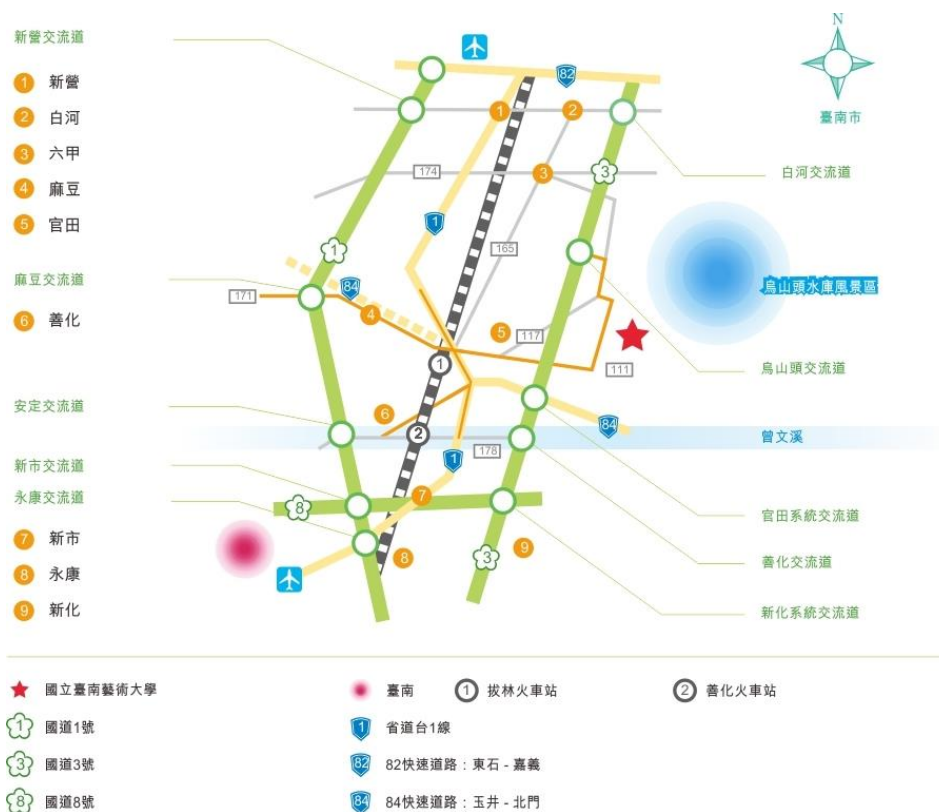 新營交流道
1 新營
2 白河
3 六甲
4 麻豆
5 官田
麻豆交流道
6 善化
安定交流道
新市交流道
永康交流道
7 新市
8 永康
9 新化
N
臺南市
82
1
2
174
3
3
白河交流道
1
1
165
烏山頭水庫風景區
171
84
4
5
117
1
111
烏山頭交流道
6
2
84
曾文溪
178
1
7
8
官田系統交流道
8
9
3
善化交流道
新化系統交流道
國立臺南藝術大學
臺南
1 拔林火車站
2 善化火車站
1 國道1號
1 省道台1線
3 國道3號
82 82快速道路：東石 - 嘉義
8 國道8號
84 84快速道路：玉井 - 北門